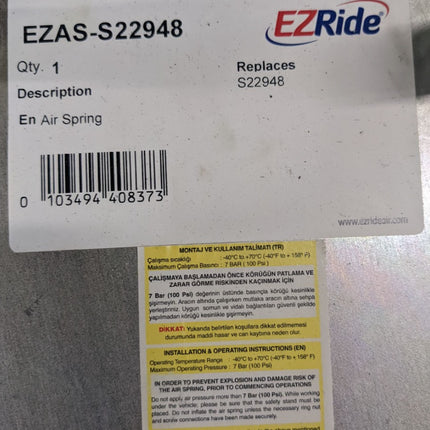 EZAS-S22948
EZRide®
Qty. 1
Replaces
S22948
Description
En Air Spring
0 103494 408373
www.ezrideair.com
MONTAJ VE KULLANIM TALİMATI (TR)
Çalışma sıcaklığı : -40°C to +70°C (-40°F to + 158° F)
Maksimum Çalışma Basıncı : 7 BAR (100 Psi)
ÇALIŞMAYA BAŞLAMADAN ÖNCE KÖRÜĞÜN PATLAMA VE
ZARAR GÖRME RİSKİNDEN KAÇINMAK İÇİN
7 Bar (100 Psi) değerinin üstünde basınçla körüğü kesinlikle
şişirmeyin. Aracın altında çalışırken mutlaka aracın altına sehpa
yerleştiriniz. Uygun somun ve vidalı bağlantıları sağlamadan
körüğü kesinlikle şişirmeyin.
DİKKAT: Yukarıda belirtilen koşullara dikkat edilmemesi
durumunda maddi hasar ve can kaybına neden olur.
INSTALLATION & OPERATING INSTRUCTIONS (EN)
Operating Temperature Range : -40°C to +70°C (-40°F to + 158° F)
Maximum Operating Pressure : 7 Bar (100 Psi)
IN ORDER TO PREVENT EXPLOSION AND DAMAGE RISK OF
THE AIR SPRING, PRIOR TO COMMENCING OPERATIONS
Do not apply air pressure more than 7 Bar (100 Psi). While working
under the vehicle; please be sure that the safety stand must be
placed. Do not inflate the air spring unless the necessary ring nut
and screw connections have been made securely.